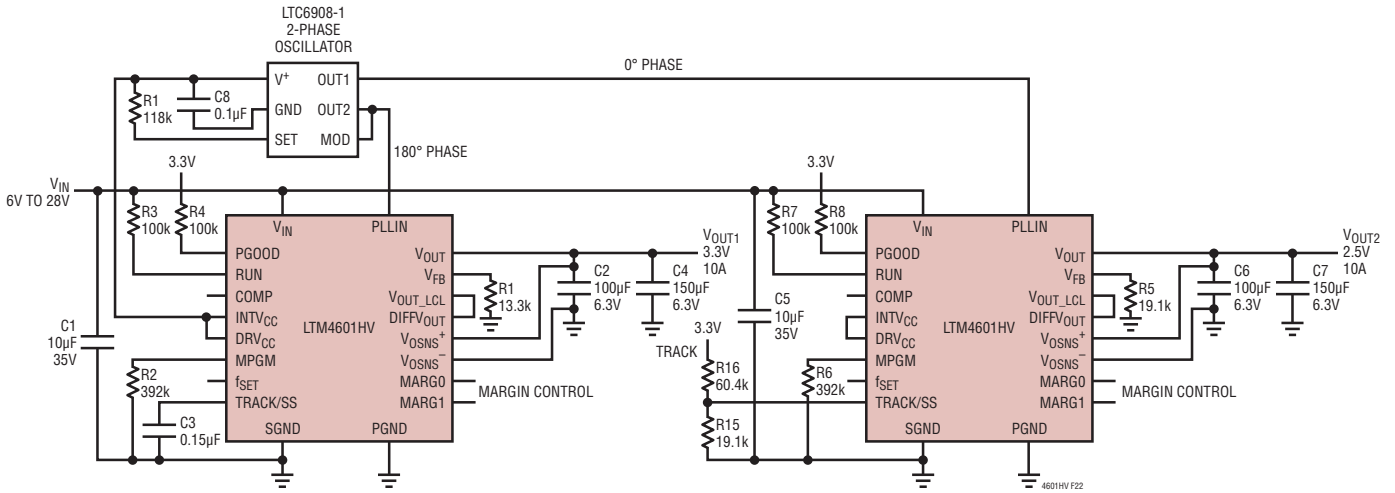 LTC6908-1
2-PHASE
OSCILLATOR
V+ OUT1
GND OUT2
SET MOD
R1
118k
C8
0.1µF
0° PHASE
180° PHASE
3.3V
VIN
6V TO 28V
R3
100k
R4
100k
C1
10µF
35V
R2
392k
C3
0.15µF
VIN PLLIN
PGOOD
RUN
COMP
INTVCC
DRVCC
MPGM
fSET
TRACK/SS
LTM4601HV
SGND PGND
VOUT
VFB
VOUT_LCL
DIFFVOUT
VOSNS+
VOSNS–
MARG0
MARG1
MARGIN CONTROL
R1
13.3k
C2
100µF
6.3V
C4
150µF
6.3V
VOUT1
3.3V
10A
3.3V
R7
100k
R8
100k
C5
10µF
35V
3.3V
TRACK
R16
60.4k
R15
19.1k
R6
392k
VIN PLLIN
PGOOD
RUN
COMP
INTVCC
DRVCC
MPGM
fSET
TRACK/SS
LTM4601HV
SGND PGND
VOUT
VFB
VOUT_LCL
DIFFVOUT
VOSNS+
VOSNS–
MARG0
MARG1
MARGIN CONTROL
R5
19.1k
C6
100µF
6.3V
C7
150µF
6.3V
VOUT2
2.5V
10A
4601HV F22